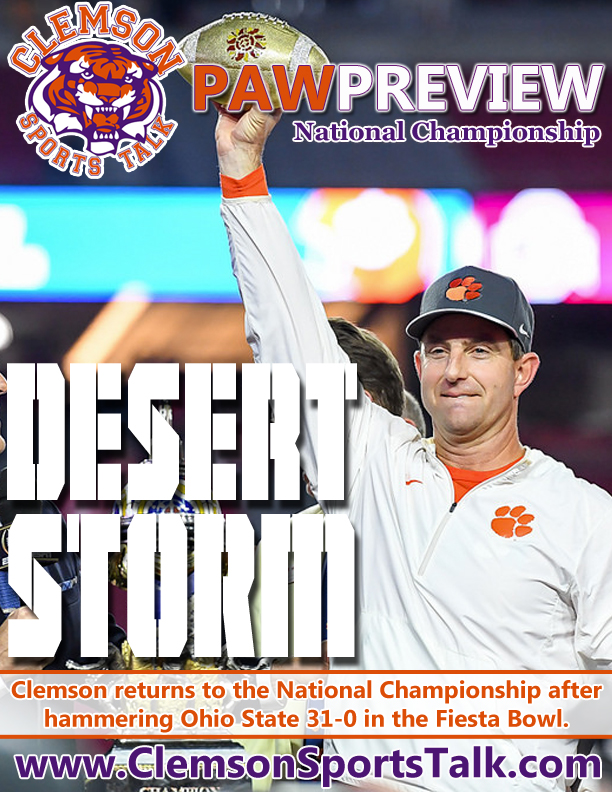 CLEMSON
SPORTS TALK
PAWPREVIEW
National Championship
DESERT
STORM
Clemson returns to the National Championship after
hammering Ohio State 31-0 in the Fiesta Bowl.
www.ClemsonSportsTalk.com
CHAMPION